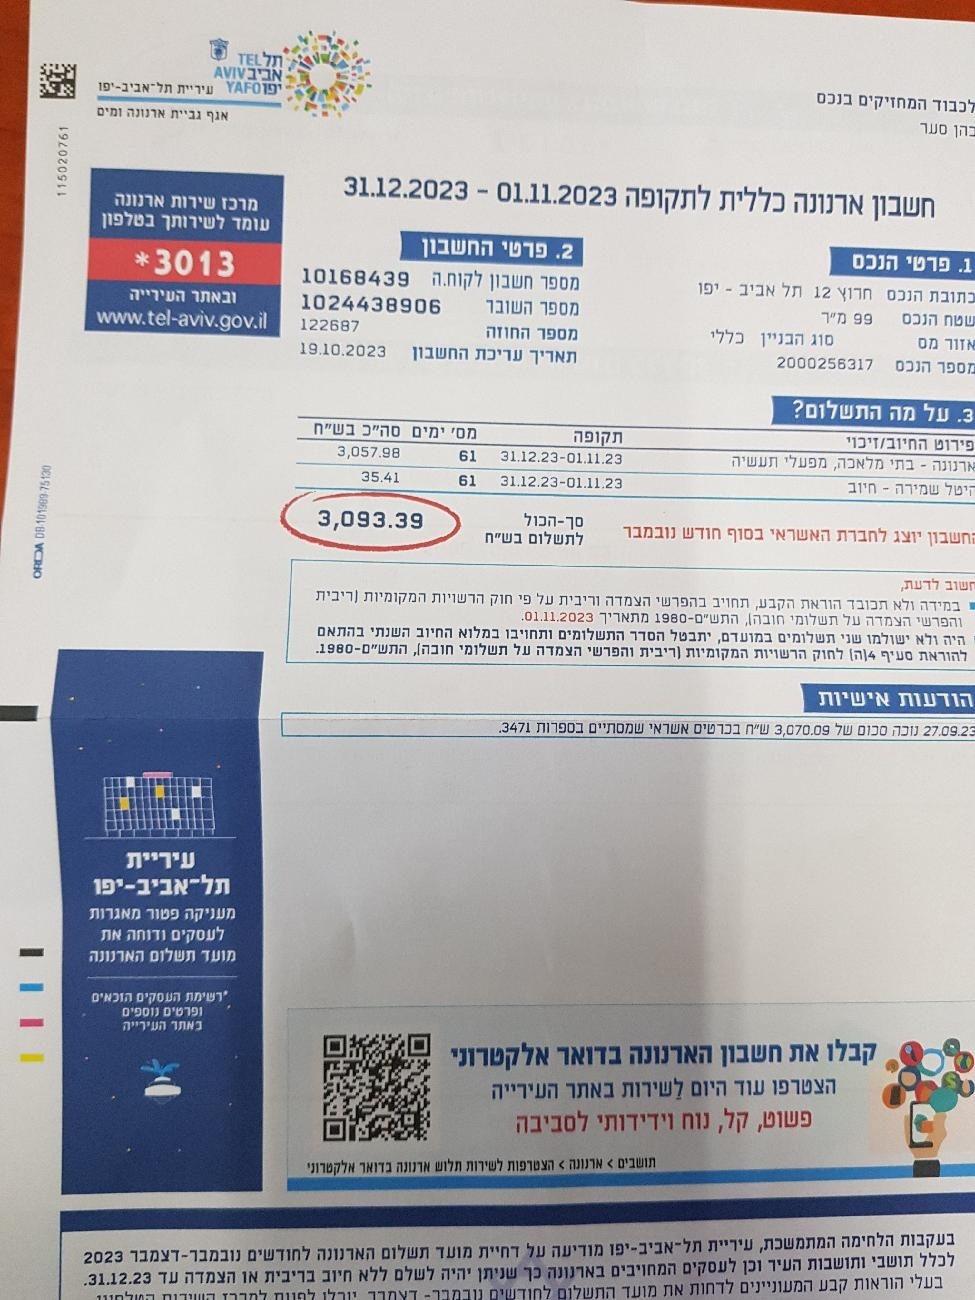 תל אביב יפו
TEL AVIV YAFO
עיריית תל-אביב-יפו
אגף גביית ארנונה ומים
115020761
לכבוד המחזיקים בנכס
כהן סער
חשבון ארנונה כללית לתקופה 01.11.2023 - 31.12.2023
מרכז שירות ארנונה
עומד לשירותך בטלפון
*3013
ובאתר העירייה
www.tel-aviv.gov.il
1. פרטי הנכס
כתובת הנכס חרוץ 12 תל אביב - יפו
שטח הנכס 99 מ"ר
אזור מס סוג הבניין כללי
מספר הנכס 2000256317
2. פרטי החשבון
מספר חשבון לקוח.ה 10168439
מספר השובר 1024438906
מספר החוזה 122687
תאריך עריכת החשבון 19.10.2023
3. על מה התשלום?
פירוט החיוב/זיכוי תקופה מס' ימים סה"כ בש"ח
ארנונה - בתי מלאכה, מפעלי תעשיה 31.12.23-01.11.23 61 3,057.98
היטל שמירה - חיוב 31.12.23-01.11.23 61 35.41
החשבון יוצג לחברת האשראי בסוף חודש נובמבר
סך-הכול לתשלום בש"ח 3,093.39
חשוב לדעת,
במידה ולא תכובד הוראת הקבע, תחויב בהפרשי הצמדה וריבית על פי חוק הרשויות המקומיות (ריבית
והפרשי הצמדה על תשלומי חובה), התש"ם-1980 מתאריך 01.11.2023.
היה ולא ישולמו שני תשלומים במועדם, יתבטל הסדר התשלומים ותחויבו במלוא החיוב השנתי בהתאם
להוראת סעיף 4(ה) לחוק הרשויות המקומיות (ריבית והפרשי הצמדה על תשלומי חובה), התש"ם-1980.
הודעות אישיות
27.09.23 נוכה סכום של 3,070.09 ש"ח בכרטיס אשראי שמסתיים בספרות 3471.
ORCA DB-101989-75130
עיריית
תל-אביב-יפו
מעניקה פטור מאגרות
לעסקים ודוחה את
מועד תשלום הארנונה
*רשימת העסקים הזכאים
ופרטים נוספים
באתר העירייה
קבלו את חשבון הארנונה בדואר אלקטרוני
הצטרפו עוד היום לַשירות באתר העירייה
פשוט, קל, נוח וידידותי לסביבה
תושבים > ארנונה > הצטרפות לשירות תלוש ארנונה בדואר אלקטרוני
בעקבות הלחימה המתמשכת, עיריית תל-אביב-יפו מודיעה על דחיית מועד תשלום הארנונה לחודשים נובמבר-דצמבר 2023
לכלל תושבי ותושבות העיר וכן לעסקים המחויבים בארנונה כך שניתן יהיה לשלם ללא חיוב בריבית או הצמדה עד 31.12.23.
בעלי הוראות קבע המעוניינים לדחות את מועד התשלום לחודשים נובמבר- דצמבר, יוכלו לפנות למרכז השירות הטלפוני